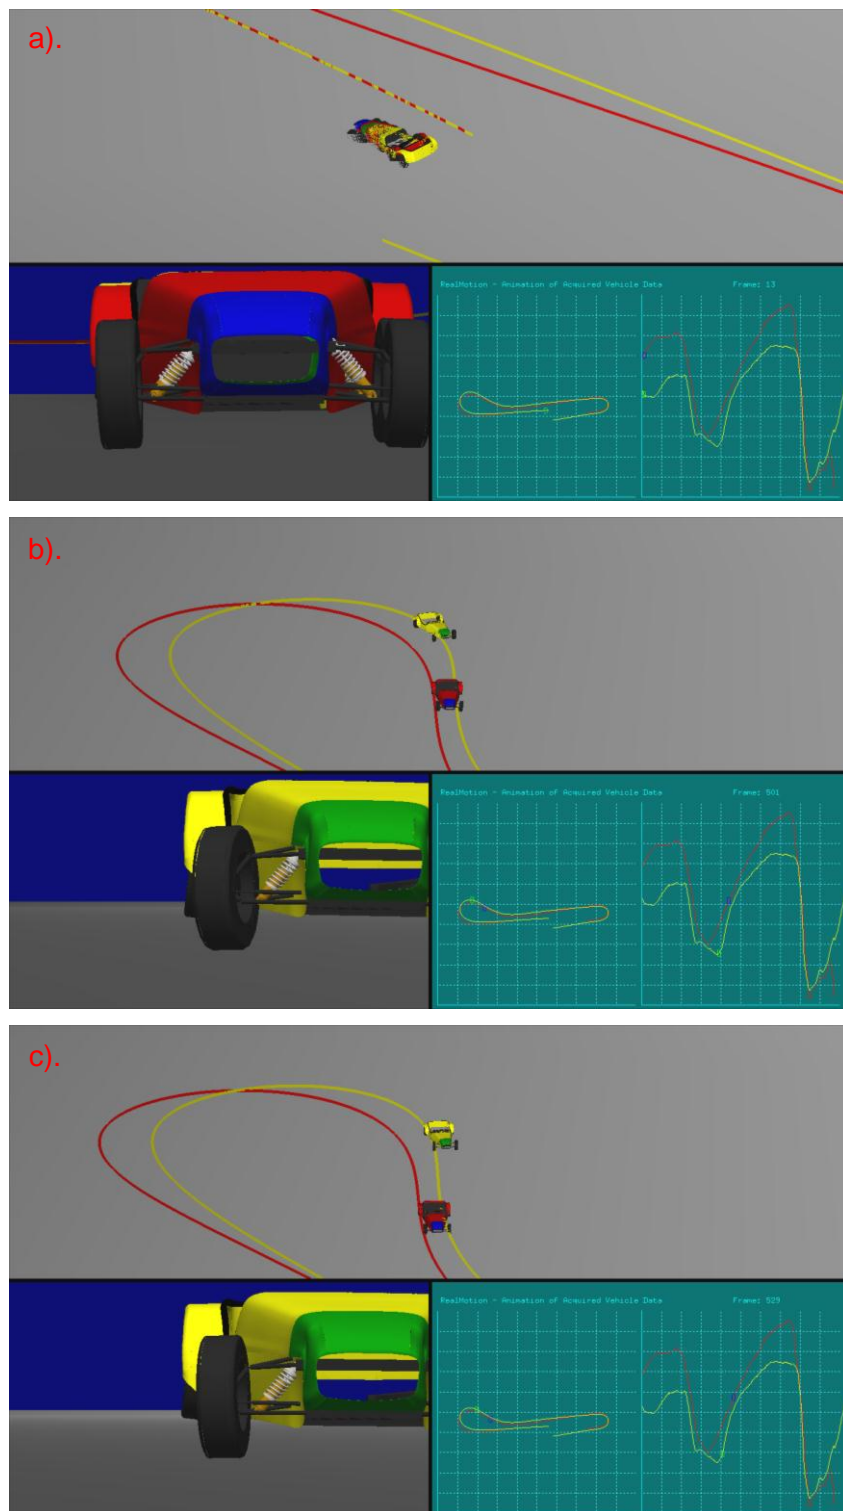 a).
RealMotion - Animation of Acquired Vehicle Data
Frame: 13
b).
RealMotion - Animation of Acquired Vehicle Data
Frame: 501
c).
RealMotion - Animation of Acquired Vehicle Data
Frame: 529